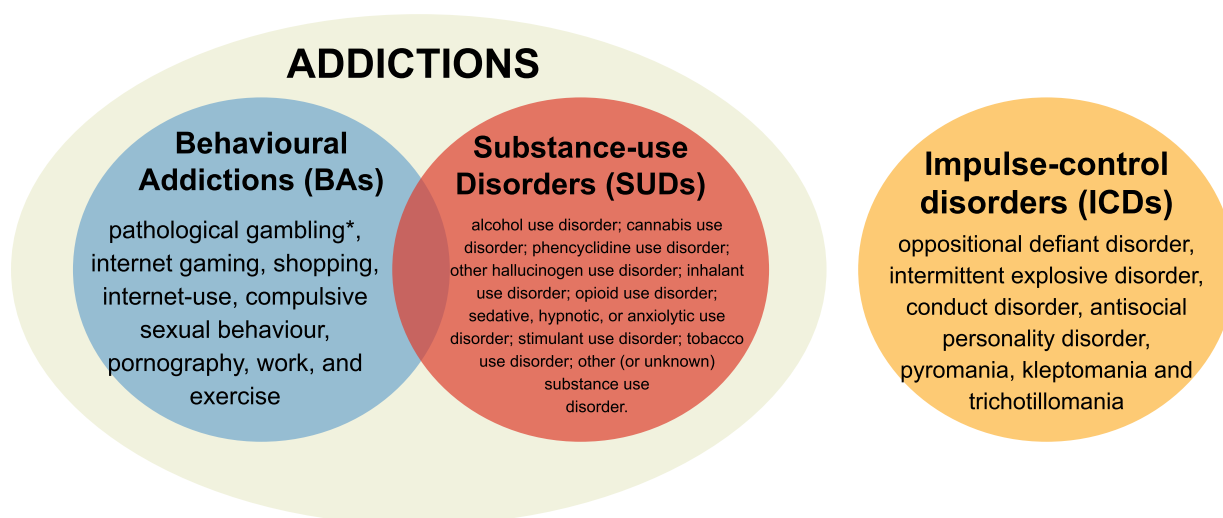 ADDICTIONS
Behavioural
Addictions (BAs)
pathological gambling*,
internet gaming, shopping,
internet-use, compulsive
sexual behaviour,
pornography, work, and
exercise
Substance-use
Disorders (SUDs)
alcohol use disorder; cannabis use
disorder; phencyclidine use disorder;
other hallucinogen use disorder; inhalant
use disorder; opioid use disorder;
sedative, hypnotic, or anxiolytic use
disorder; stimulant use disorder; tobacco
use disorder; other (or unknown)
substance use
disorder.
Impulse-control
disorders (ICDs)
oppositional defiant disorder,
intermittent explosive disorder,
conduct disorder, antisocial
personality disorder,
pyromania, kleptomania and
trichotillomania